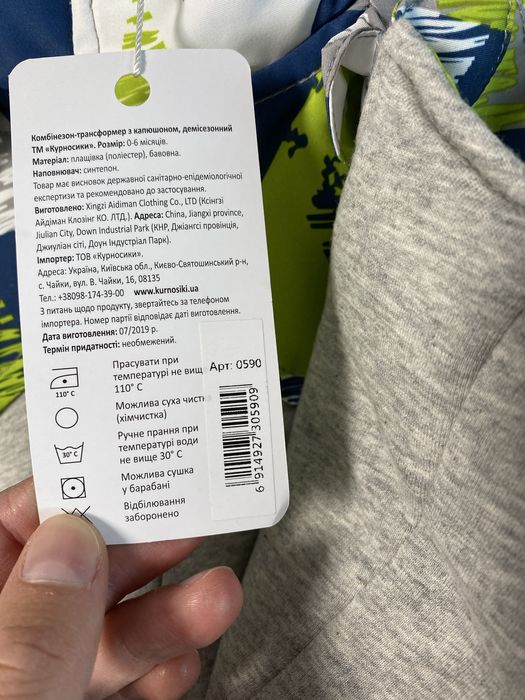 Комбінезон-трансформер з капюшоном, демісезонний
ТМ «Курносики». Розмір: 0-6 місяців.
Матеріал: плащівка (поліестер), бавовна.
Наповнювач: синтепон.
Товар має висновок державної санітарно-епідеміологічної
експертизи та рекомендовано до застосування.
Виготовлено: Xingzi Aidiman Clothing Co., LTD (Ксінгзі
Айдіман Клозінг КО. ЛТД.). Адреса: China, Jiangxi province,
Jiulian City, Down Industrial Park (КНР, Джіангсі провінція,
Джиуліан сіті, Доун Індустріал Парк).
Імпортер: ТОВ «Курносики».
Адреса: Україна, Київська обл., Києво-Святошинський р-н,
с. Чайки, вул. В. Чайки, 16, 08135
Тел.: +38098-174-39-00 www.kurnosiki.ua
З питань щодо продукту, звертайтесь за телефоном
імпортера. Номер партії відповідає даті виготовлення.
Дата виготовлення: 07/2019 р.
Термін придатності: необмежений.
110° C
Прасувати при
температурі не вищ
110° С
Можлива суха чистк
(хімчистка)
30° C
Ручне прання при
температурі води
не вище 30° С
Можлива сушка
у барабані
Відбілювання
заборонено
Арт: 0590
6 914927 305909